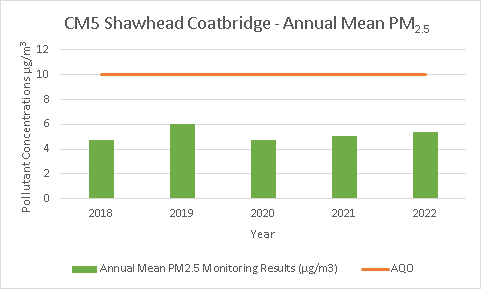 CM5 Shawhead Coatbridge - Annual Mean PM2.5
Pollutant Concentrations µg/m³
12
10
8
6
4
2
0
2018 2019 2020 2021 2022
Year
Annual Mean PM2.5 Monitoring Results (µg/m3) AQO